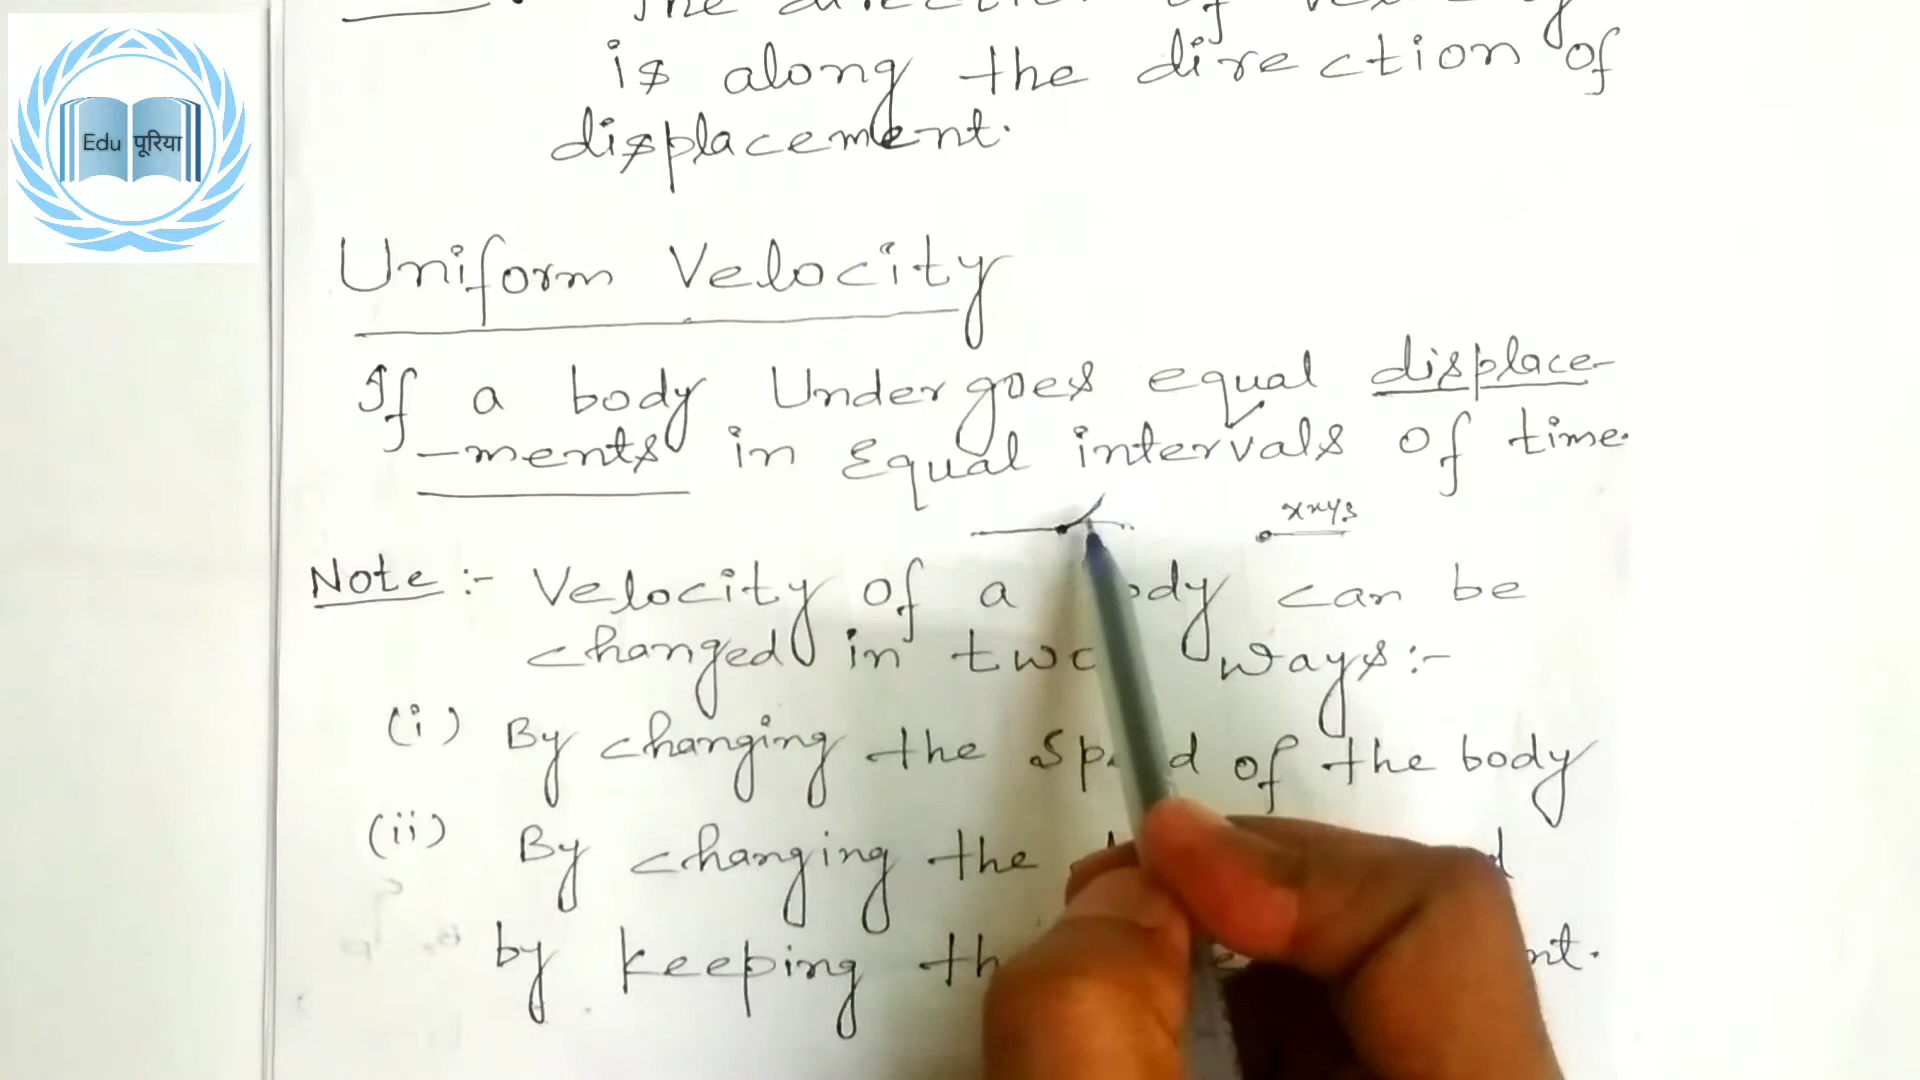 Edu पूरिया
The direction of
is along the direction of
displacement.
Uniform Velocity
If a body Undergoes equal displace-
-ments in Equal intervals of time.
Note :- Velocity of a body can be
changed in two ways:-
(i) By changing the Speed of the body
(ii) By changing the
by keeping